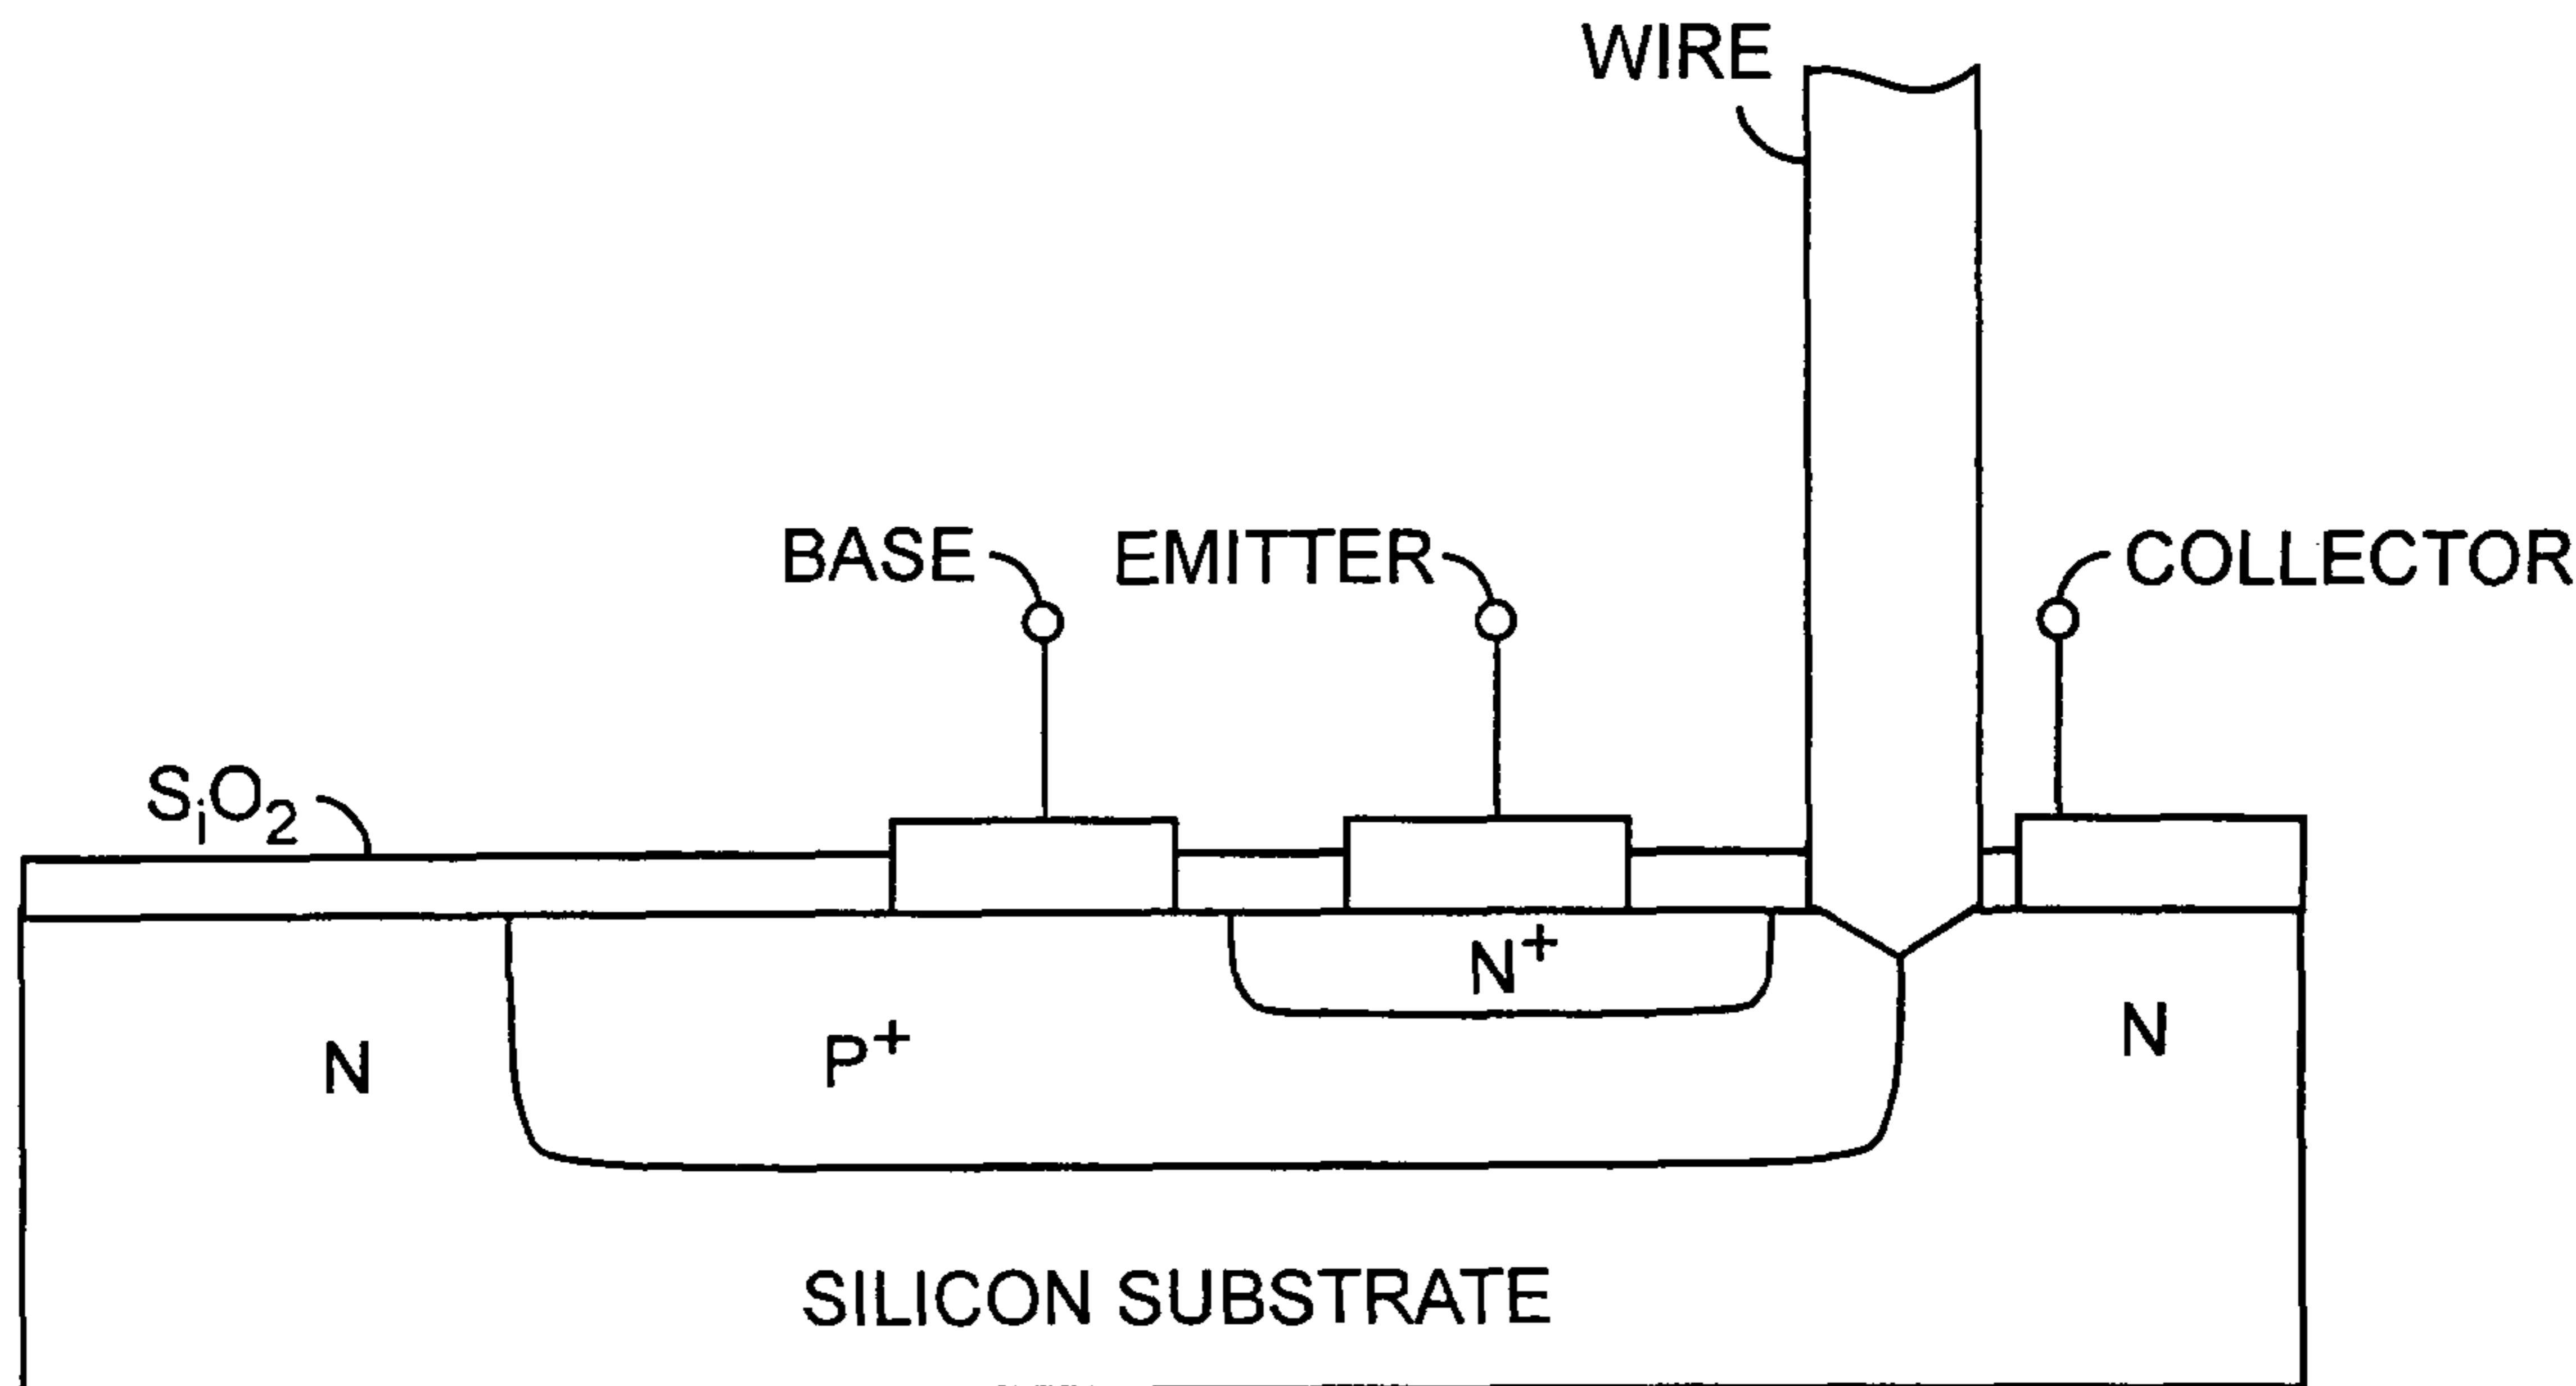 WIRE
BASE
EMITTER
COLLECTOR
SiO2
N+
N
P+
N
SILICON SUBSTRATE